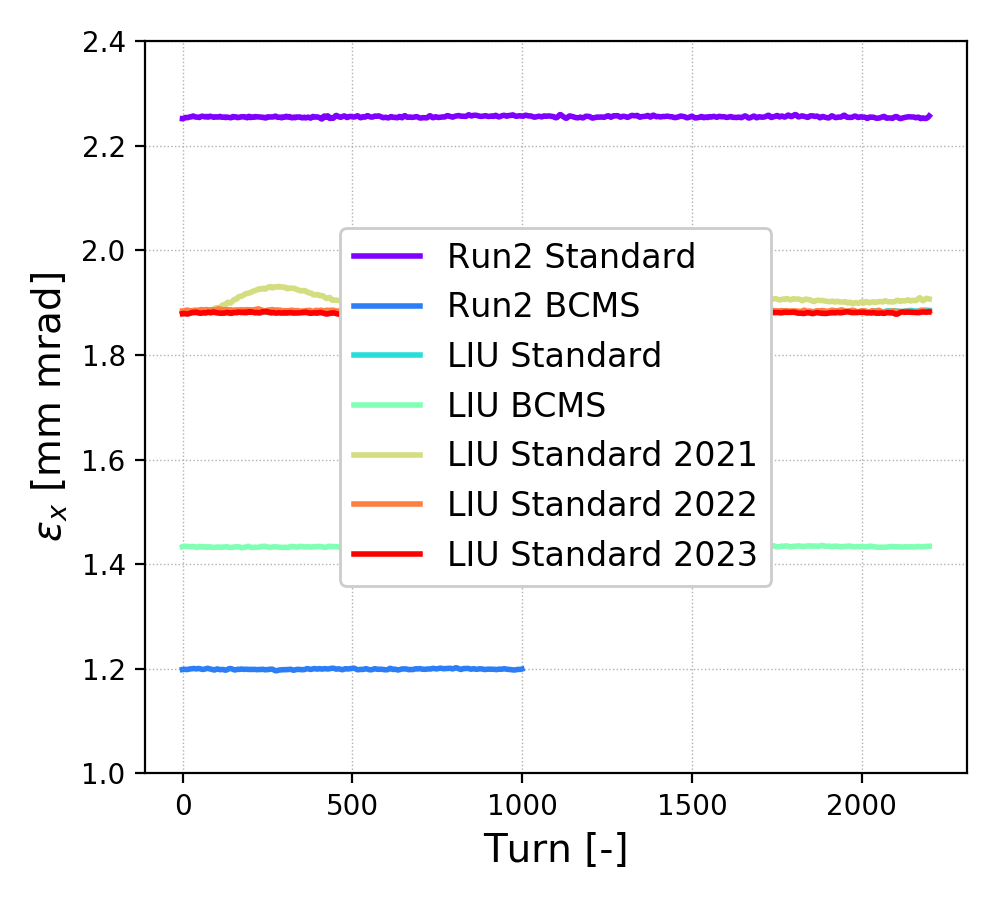 2.4
2.2
2.0
1.8
1.6
1.4
1.2
1.0
εx [mm mrad]
Run2 Standard
Run2 BCMS
LIU Standard
LIU BCMS
LIU Standard 2021
LIU Standard 2022
LIU Standard 2023
0 500 1000 1500 2000
Turn [-]